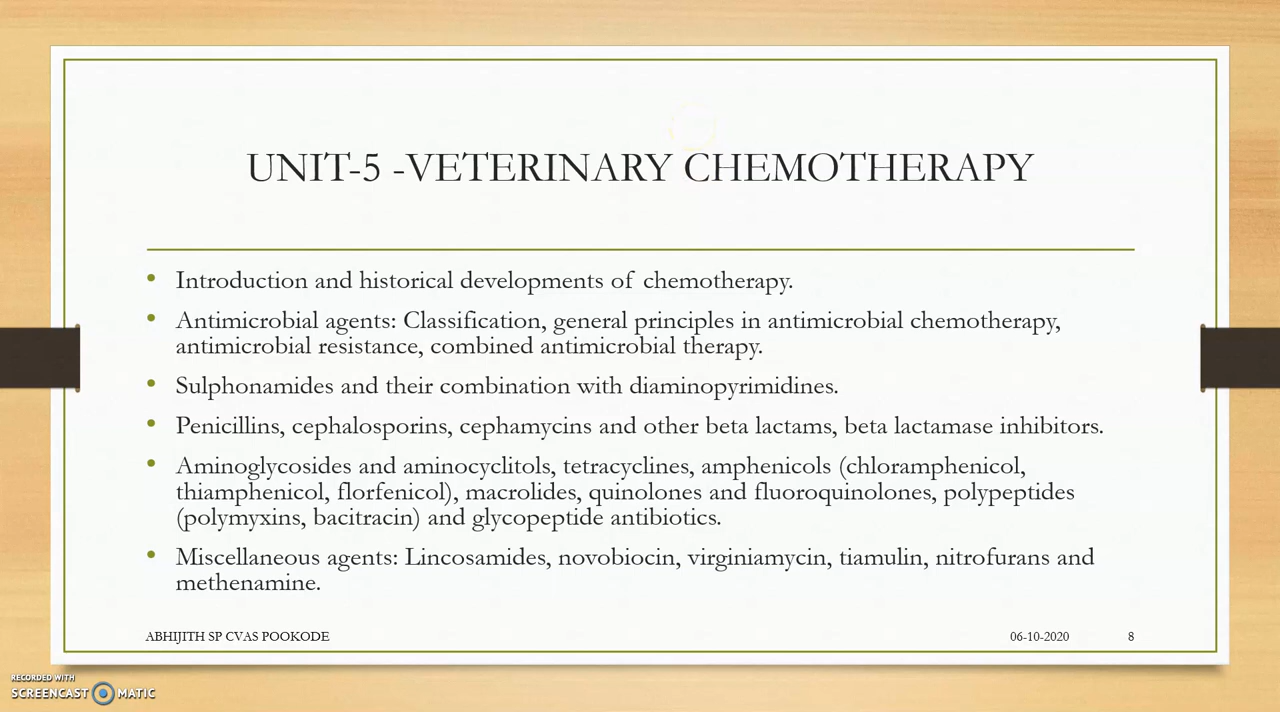 UNIT-5 -VETERINARY CHEMOTHERAPY
• Introduction and historical developments of chemotherapy.
• Antimicrobial agents: Classification, general principles in antimicrobial chemotherapy,
antimicrobial resistance, combined antimicrobial therapy.
• Sulphonamides and their combination with diaminopyrimidines.
• Penicillins, cephalosporins, cephamycins and other beta lactams, beta lactamase inhibitors.
• Aminoglycosides and aminocyclitols, tetracyclines, amphenicols (chloramphenicol,
thiamphenicol, florfenicol), macrolides, quinolones and fluoroquinolones, polypeptides
(polymyxins, bacitracin) and glycopeptide antibiotics.
• Miscellaneous agents: Lincosamides, novobiocin, virginiamycin, tiamulin, nitrofurans and
methenamine.
ABHIJITH SP CVAS POOKODE 06-10-2020 8
RECORDED WITH
SCREENCAST MATIC